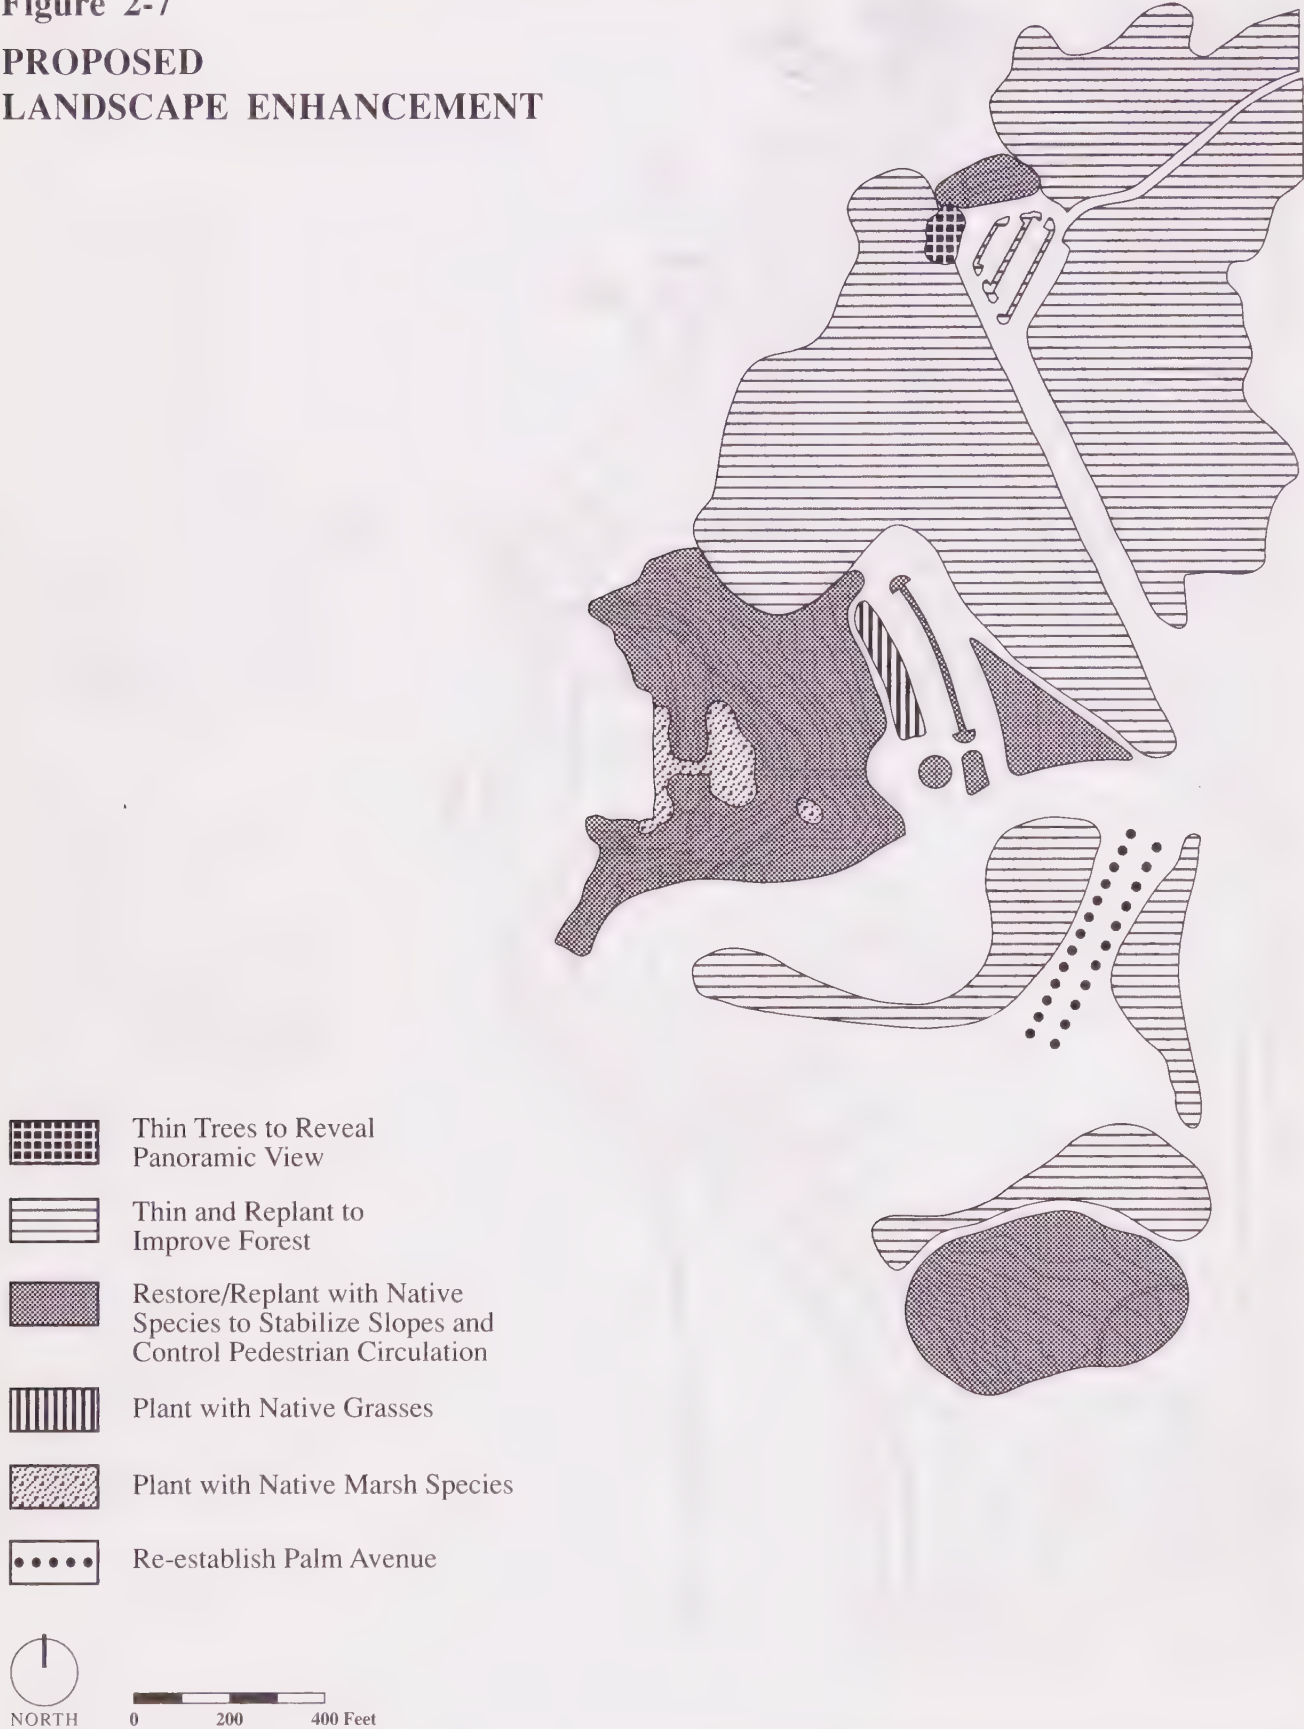 Figure 2-7
PROPOSED
LANDSCAPE ENHANCEMENT
Thin Trees to Reveal
Panoramic View
Thin and Replant to
Improve Forest
Restore/Replant with Native
Species to Stabilize Slopes and
Control Pedestrian Circulation
Plant with Native Grasses
Plant with Native Marsh Species
Re-establish Palm Avenue
NORTH
0 200 400 Feet